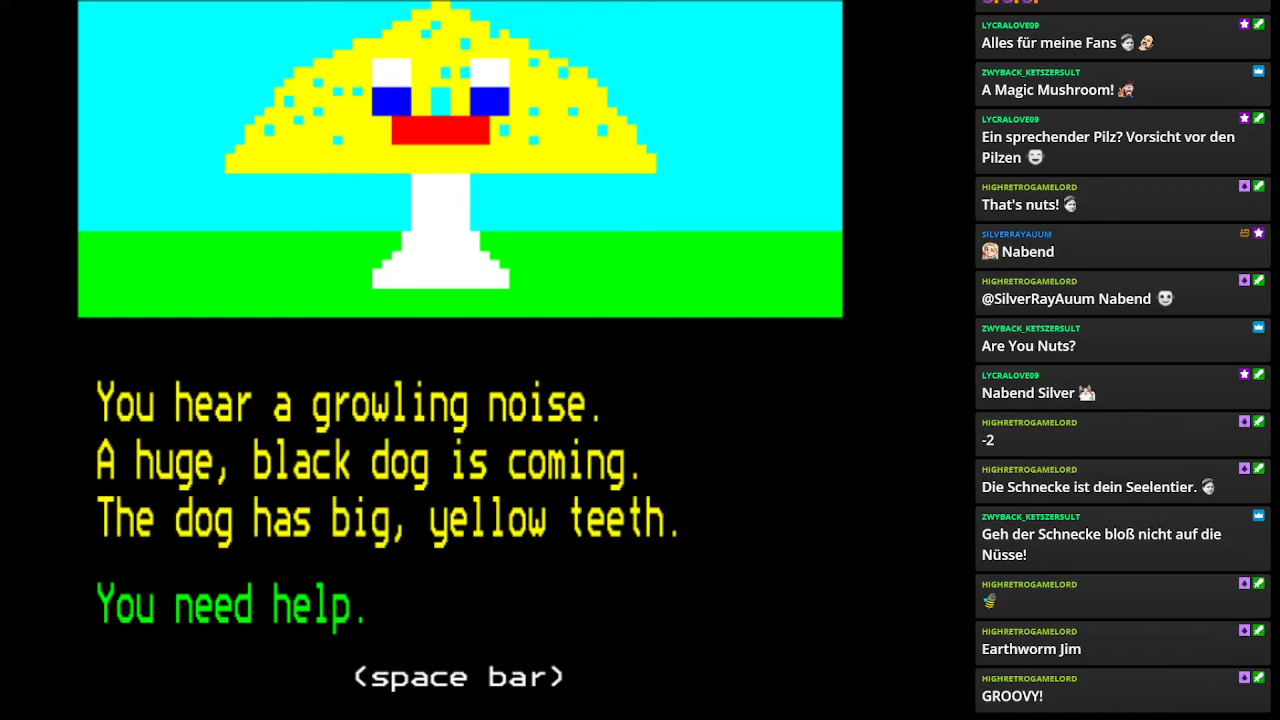 You hear a growling noise.
A huge, black dog is coming.
The dog has big, yellow teeth.
You need help.
(space bar)
LYCRALOVE09
Alles für meine Fans
ZWYBACK_KETSZERSULT
A Magic Mushroom!
LYCRALOVE09
Ein sprechender Pilz? Vorsicht vor den
Pilzen
HIGHRETROGAMELORD
That's nuts!
SILVERRAYAUUM
Nabend
HIGHRETROGAMELORD
@SilverRayAuum Nabend
ZWYBACK_KETSZERSULT
Are You Nuts?
LYCRALOVE09
Nabend Silver
HIGHRETROGAMELORD
-2
HIGHRETROGAMELORD
Die Schnecke ist dein Seelentier.
ZWYBACK_KETSZERSULT
Geh der Schnecke bloß nicht auf die
Nüsse!
HIGHRETROGAMELORD
HIGHRETROGAMELORD
Earthworm Jim
HIGHRETROGAMELORD
GROOVY!